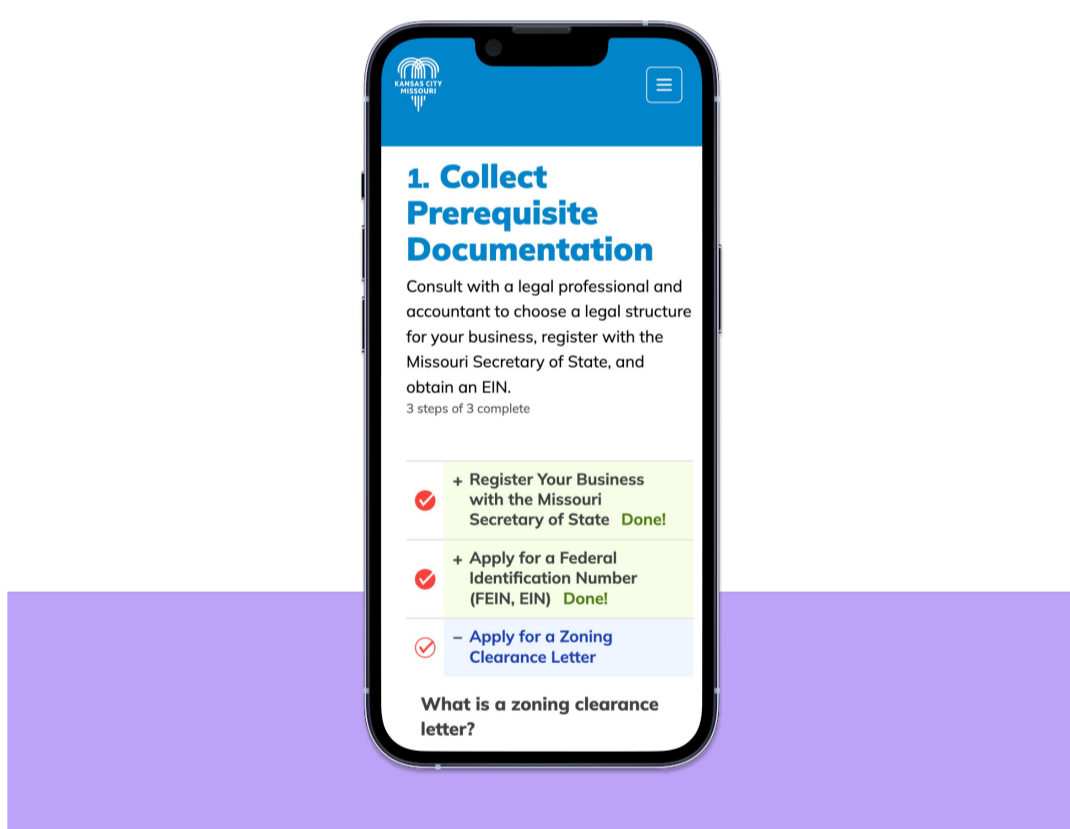 KANSAS CITY
MISSOURI
1. Collect
Prerequisite
Documentation
Consult with a legal professional and
accountant to choose a legal structure
for your business, register with the
Missouri Secretary of State, and
obtain an EIN.
3 steps of 3 complete
+ Register Your Business
with the Missouri
Secretary of State Done!
+ Apply for a Federal
Identification Number
(FEIN, EIN) Done!
– Apply for a Zoning
Clearance Letter
What is a zoning clearance
letter?